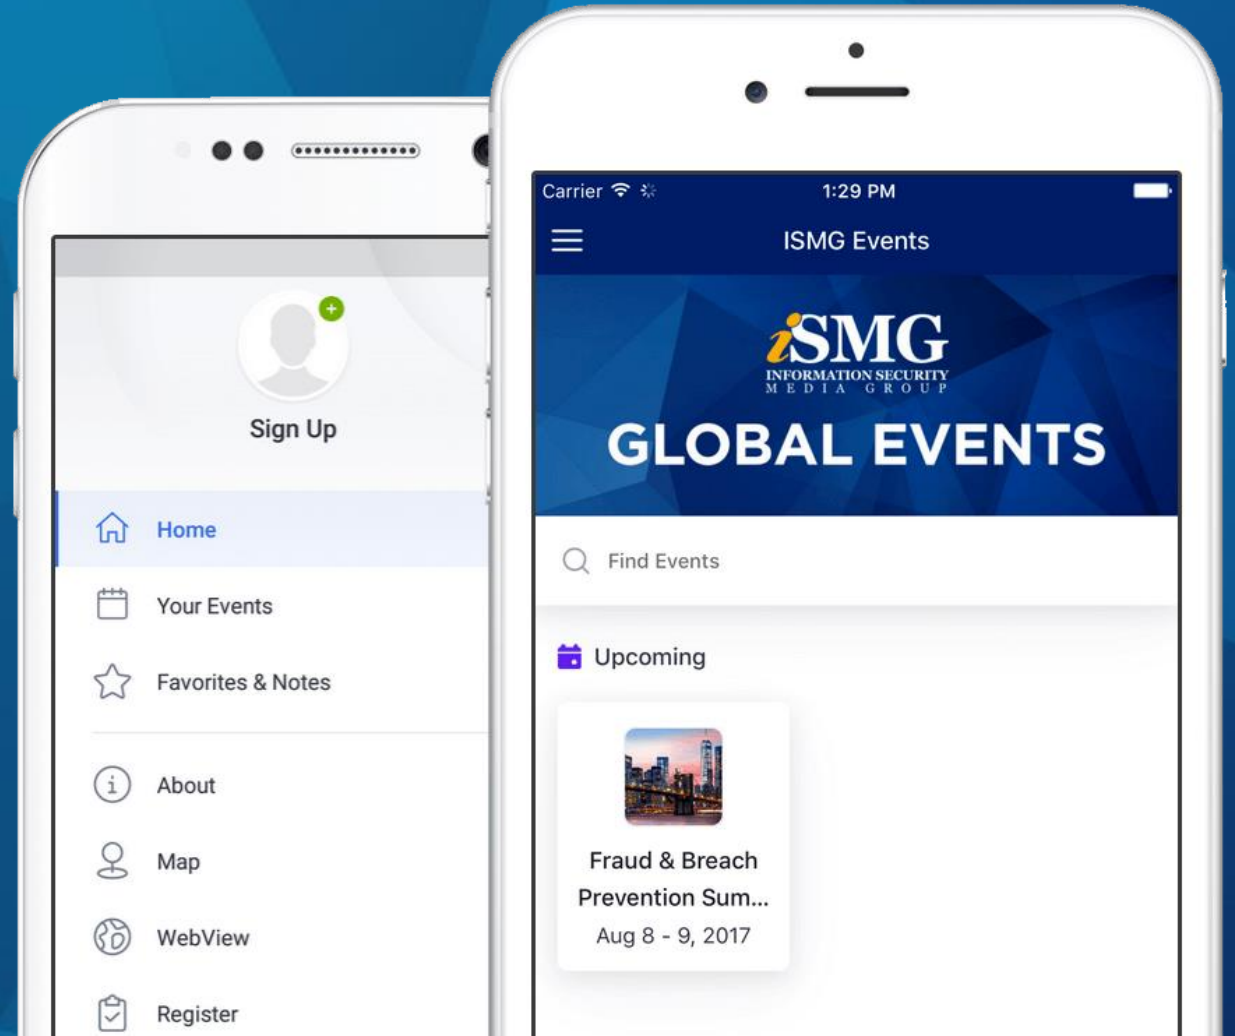 Sign Up
Home
Your Events
Favorites & Notes
About
Map
WebView
Register
Carrier
1:29 PM
ISMG Events
iSMG
INFORMATION SECURITY
MEDIA GROUP
GLOBAL EVENTS
Find Events
Upcoming
Fraud & Breach
Prevention Sum...
Aug 8 - 9, 2017